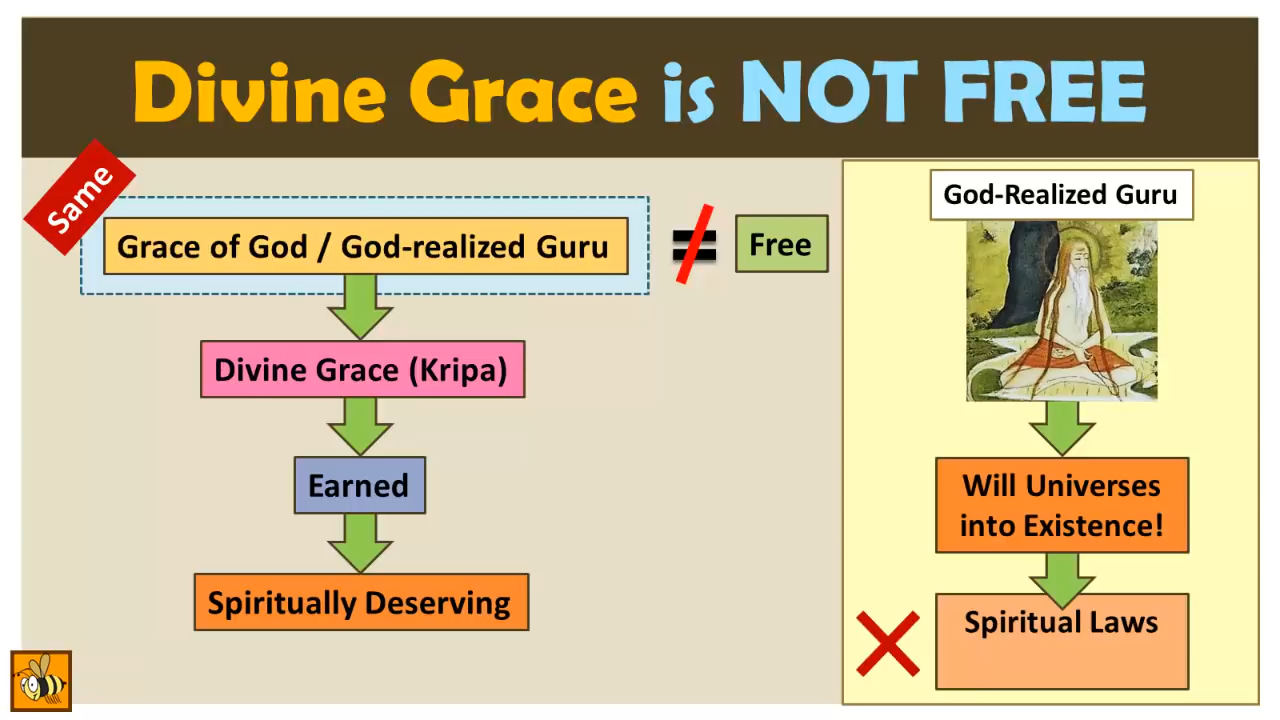 Divine Grace is NOT FREE
Same
Grace of God / God-realized Guru
Free
Divine Grace (Kripa)
Earned
Spiritually Deserving
God-Realized Guru
Will Universes
into Existence!
Spiritual Laws